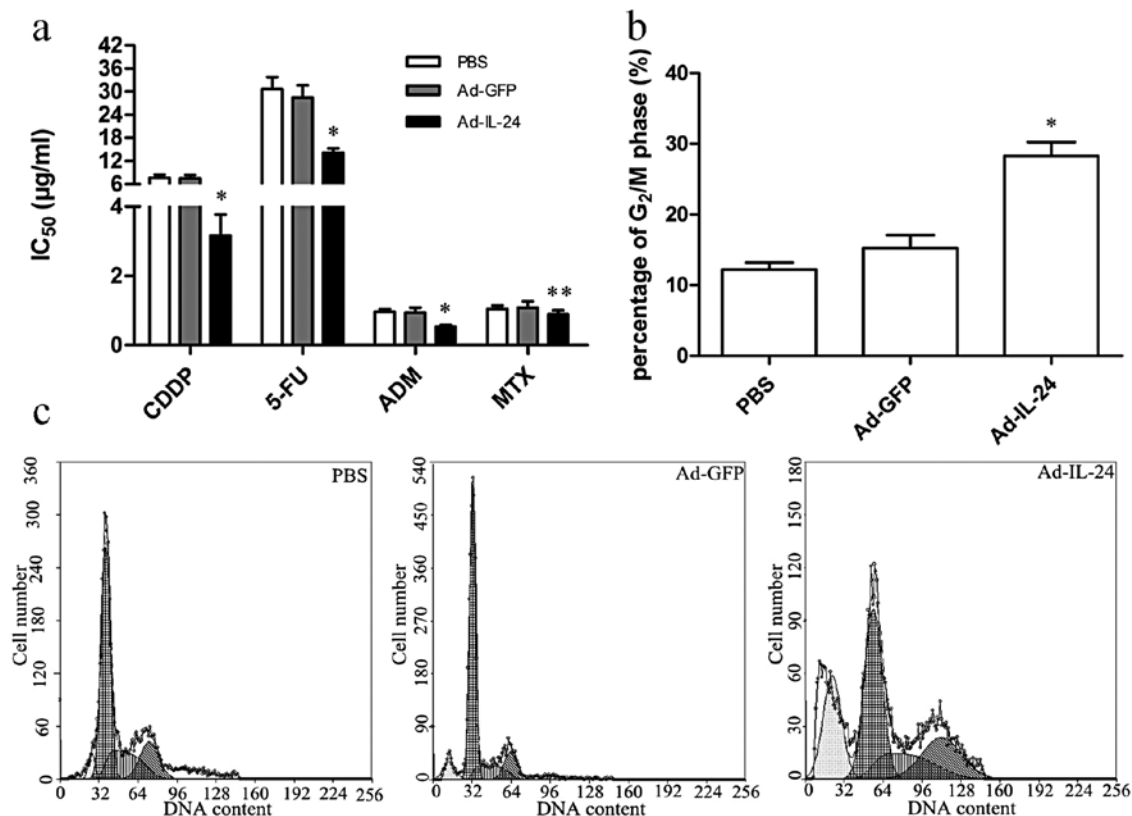 a
42
36
30
24
18
12
6
4
2
0
IC50 (µg/ml)
PBS
Ad-GFP
Ad-IL-24
*
*
*
**
CDDP
5-FU
ADM
MTX
b
40
30
20
10
0
percentage of G2/M phase (%)
*
PBS
Ad-GFP
Ad-IL-24
c
PBS
360
300
240
180
120
60
0
Cell number
0 32 64 96 128 160 192 224 256
DNA content
Ad-GFP
540
450
360
270
180
90
0
Cell number
0 32 64 96 128 160 192 224 256
DNA content
Ad-IL-24
180
150
120
90
60
30
0
Cell number
0 32 64 96 128 160 192 224 256
DNA content